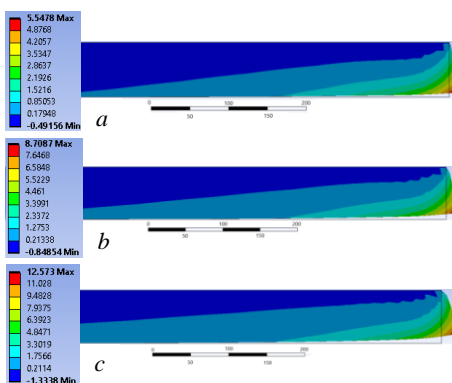 5.5478 Max
4.8768
4.2057
3.5347
2.8637
2.1926
1.5216
0.85053
0.17948
-0.49156 Min
0 100 200
50 150
a
8.7087 Max
7.6468
6.5848
5.5229
4.461
3.3991
2.3372
1.2753
0.21338
-0.84854 Min
0 100 200
50 150
b
12.573 Max
11.028
9.4828
7.9375
6.3923
4.8471
3.3019
1.7566
0.2114
-1.3338 Min
0 100 200
50 150
c